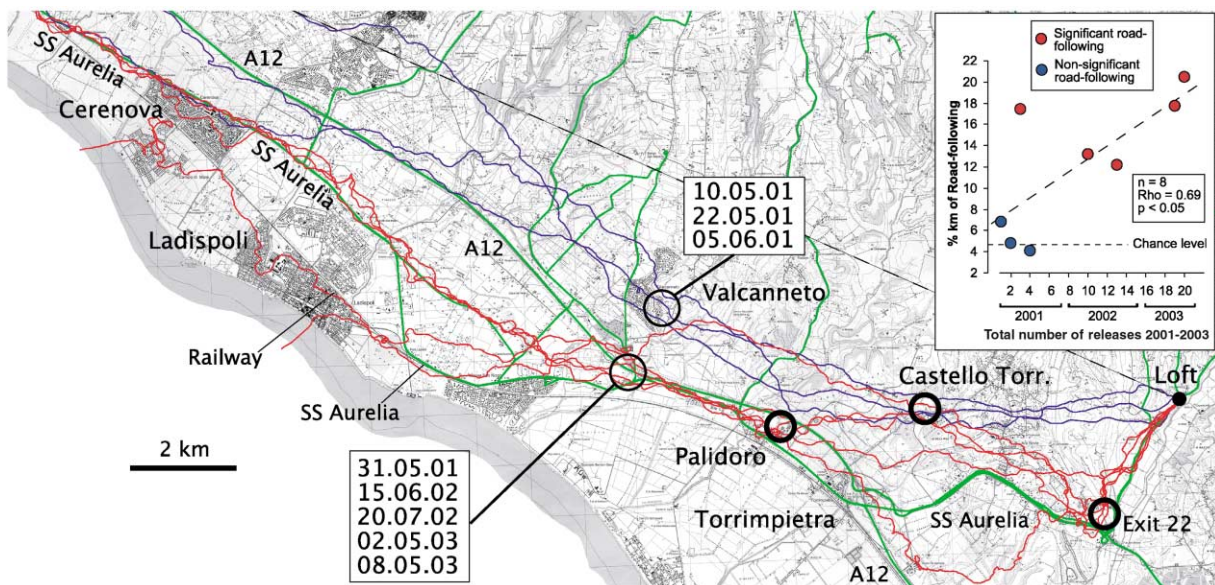 SS Aurelia
A12
Cerenova
SS Aurelia
Ladispoli
A12
Railway
SS Aurelia
2 km
10.05.01
22.05.01
05.06.01
Valcanneto
Castello Torr.
Loft
Palidoro
Torrimpietra
SS Aurelia
Exit 22
A12
31.05.01
15.06.02
20.07.02
02.05.03
08.05.03
Significant road-
following
Non-significant
road-following
% km of Road-following
22
20
18
16
14
12
10
8
6
4
2
0
n = 8
Rho = 0.69
p < 0.05
Chance level
2 4 6 8 10 12 14 16 18 20
2001 2002 2003
Total number of releases 2001-2003